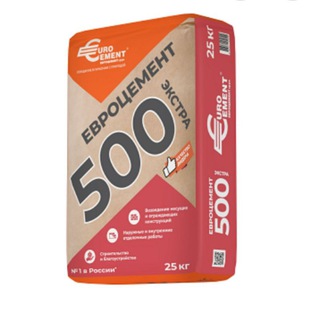 EURO
CEMENT
25 КГ
ЕВРОЦЕМЕНТ
500
ЭКСТРА
Возведение несущих
и ограждающих
конструкций
Наружные и внутренние
отделочные работы
Строительство
и благоустройство
№1 в России*
25 кг
EURO
CEMENT
ЭКСТРА
500
ЕВРОЦЕМЕНТ